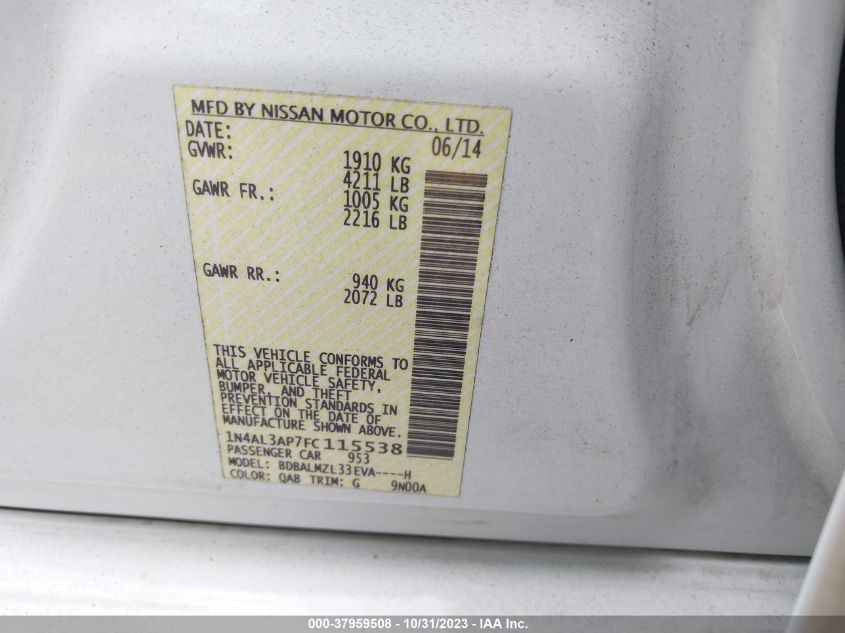 MFD BY NISSAN MOTOR CO., LTD.
DATE: 06/14
GVWR: 1910 KG
4211 LB
GAWR FR.: 1005 KG
2216 LB
GAWR RR.: 940 KG
2072 LB
THIS VEHICLE CONFORMS TO
ALL APPLICABLE FEDERAL
MOTOR VEHICLE SAFETY,
BUMPER, AND THEFT
PREVENTION STANDARDS IN
EFFECT ON THE DATE OF
MANUFACTURE SHOWN ABOVE.
1N4AL3AP7FC115538
PASSENGER CAR 953
MODEL: BDBALMZL33EVA----H
COLOR: QAB TRIM: G 9N00A
000-37959508 - 10/31/2023 - IAA Inc.